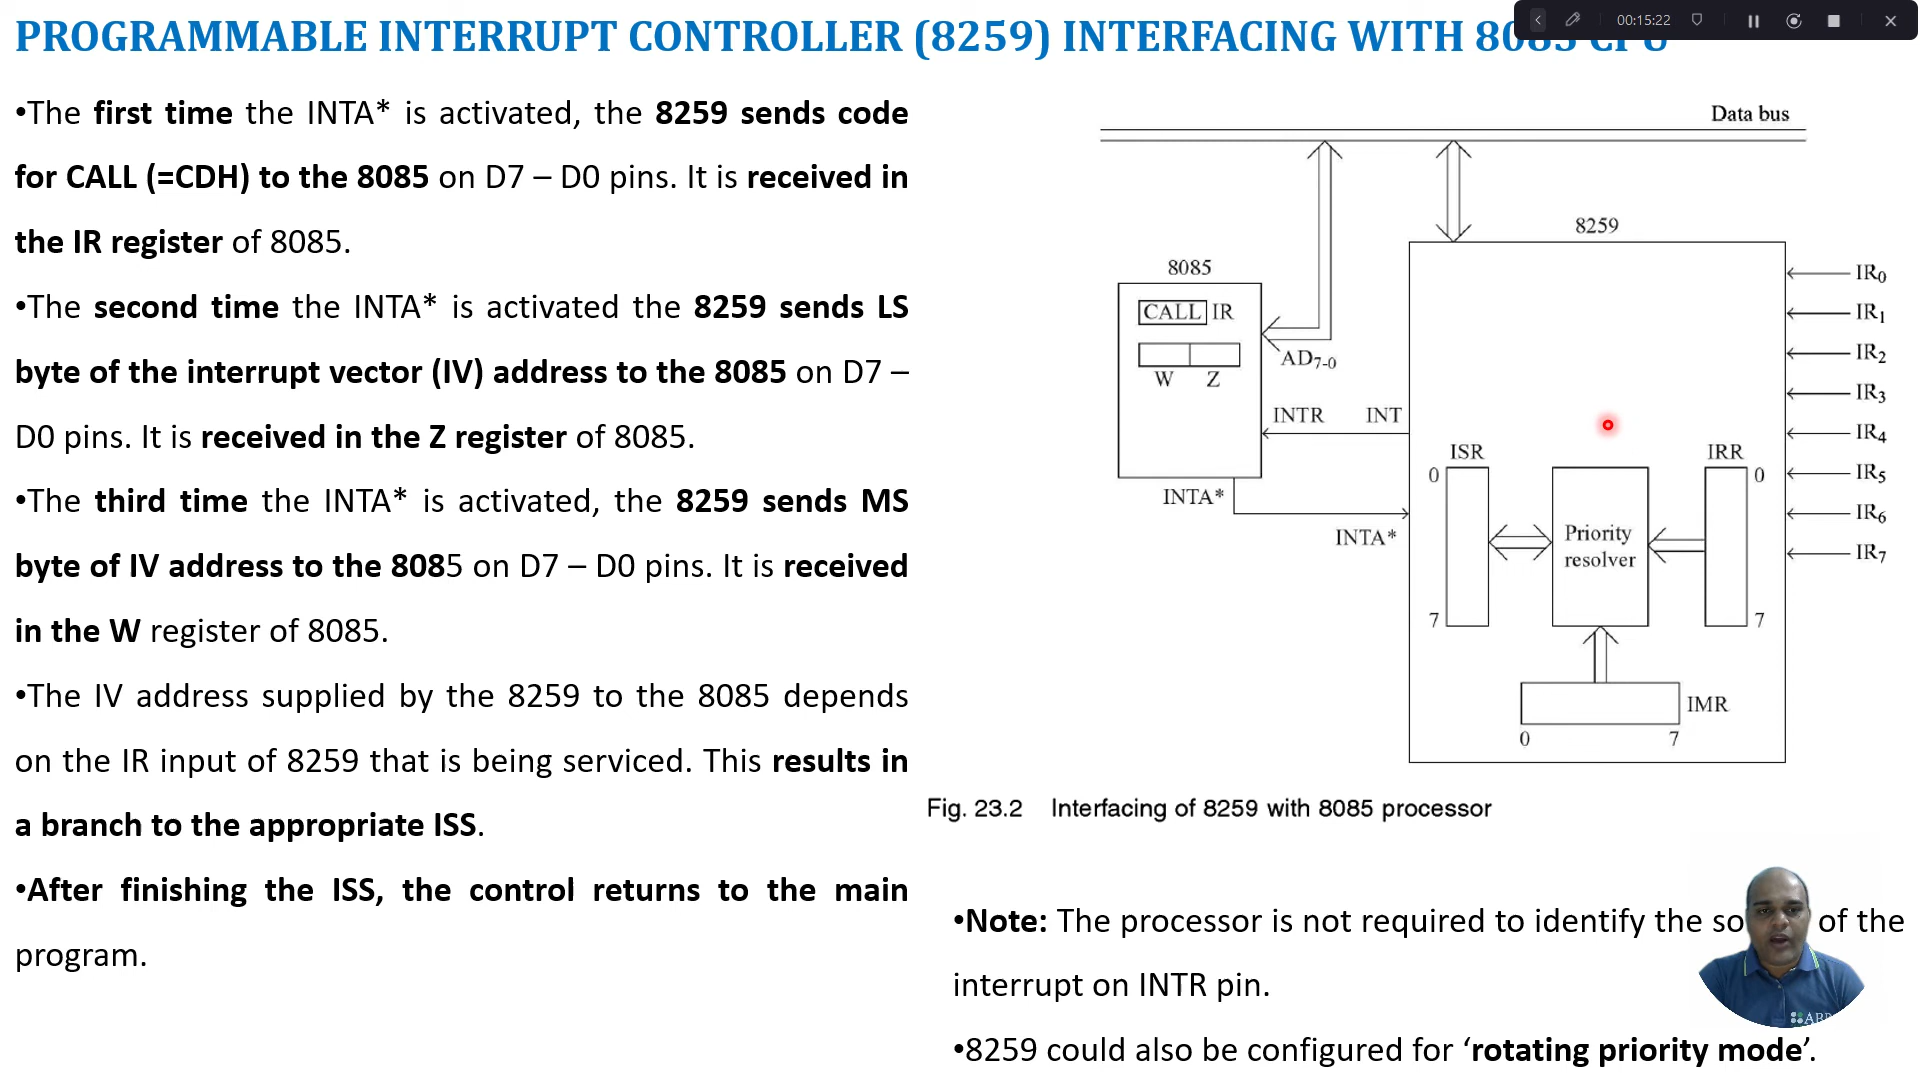 PROGRAMMABLE INTERRUPT CONTROLLER (8259) INTERFACING WITH 8085 CPU
00:15:22
•The first time the INTA* is activated, the 8259 sends code
for CALL (=CDH) to the 8085 on D7 – D0 pins. It is received in
the IR register of 8085.
•The second time the INTA* is activated the 8259 sends LS
byte of the interrupt vector (IV) address to the 8085 on D7 –
D0 pins. It is received in the Z register of 8085.
•The third time the INTA* is activated, the 8259 sends MS
byte of IV address to the 8085 on D7 – D0 pins. It is received
in the W register of 8085.
•The IV address supplied by the 8259 to the 8085 depends
on the IR input of 8259 that is being serviced. This results in
a branch to the appropriate ISS.
•After finishing the ISS, the control returns to the main
program.
Data bus
8259
8085
CALL IR
W Z
AD7-0
INTR INT
INTA*
INTA*
ISR
0
7
Priority
resolver
IRR
0
7
IMR
0 7
IR0
IR1
IR2
IR3
IR4
IR5
IR6
IR7
Fig. 23.2 Interfacing of 8259 with 8085 processor
•Note: The processor is not required to identify the of the
interrupt on INTR pin.
•8259 could also be configured for ‘rotating priority mode’.